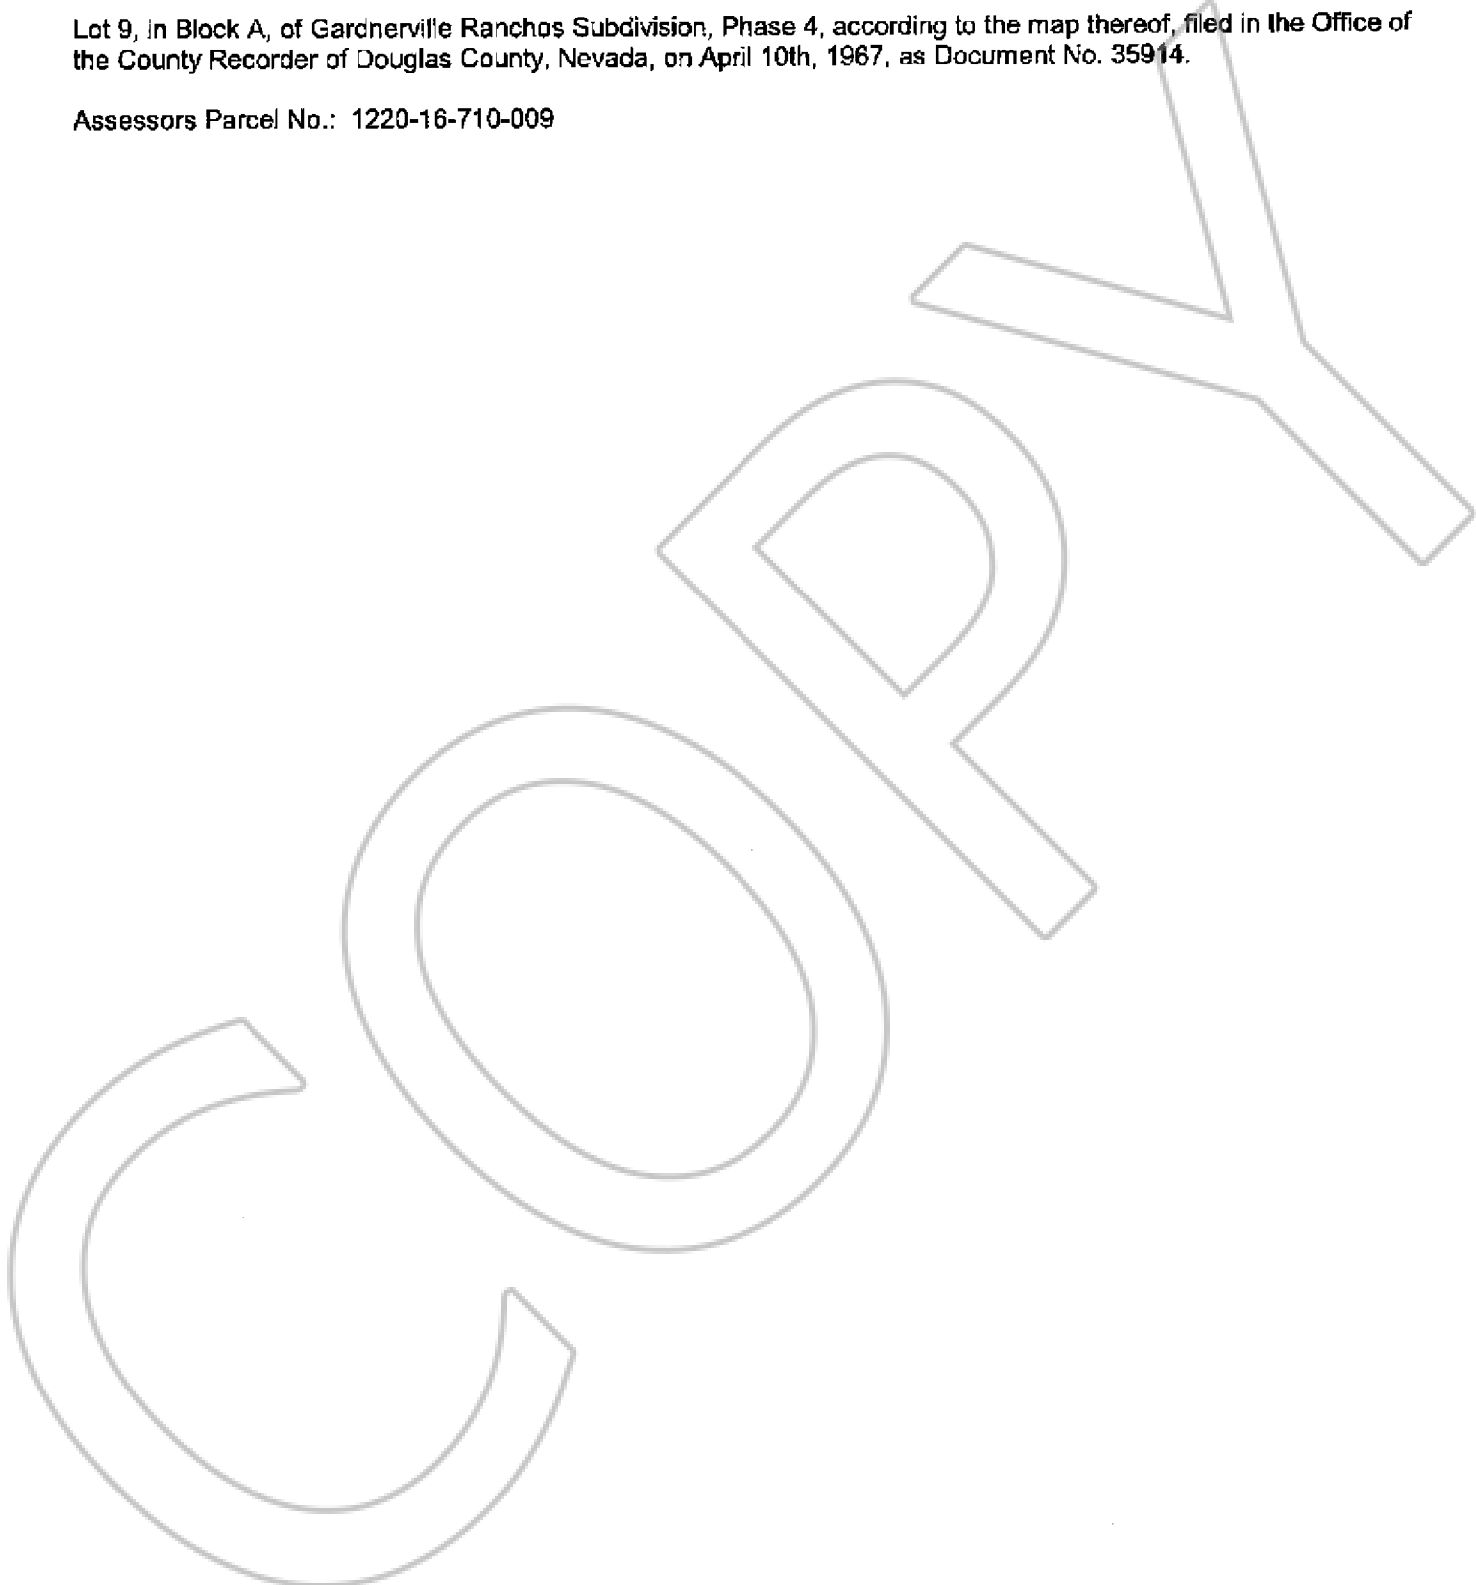 Lot 9, in Block A, of Gardnerville Ranchos Subdivision, Phase 4, according to the map thereof, filed in the Office of
the County Recorder of Douglas County, Nevada, on April 10th, 1967, as Document No. 35914.
Assessors Parcel No.: 1220-16-710-009
COPY